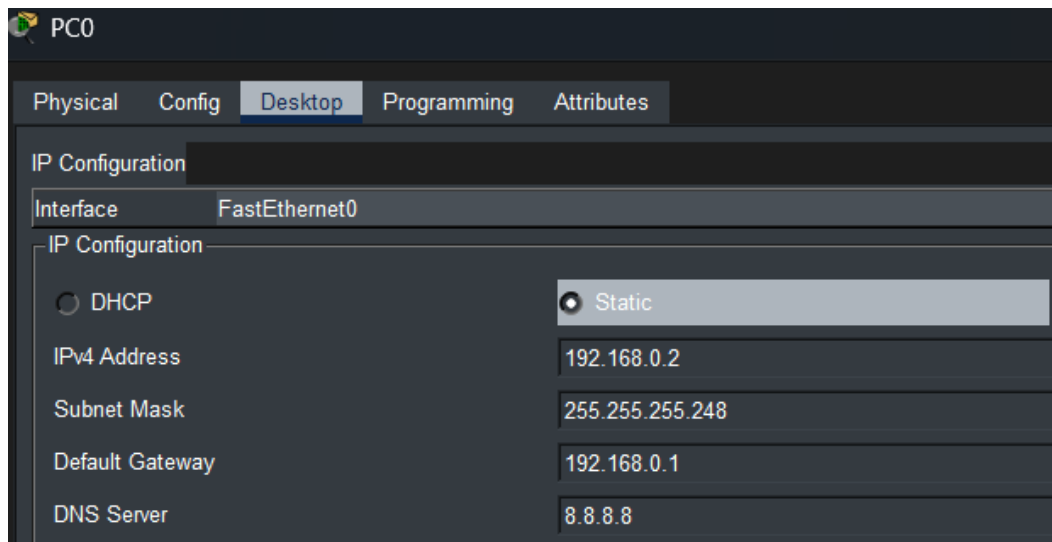 PC0
Physical Config Desktop Programming Attributes
IP Configuration
Interface FastEthernet0
IP Configuration
DHCP Static
IPv4 Address 192.168.0.2
Subnet Mask 255.255.255.248
Default Gateway 192.168.0.1
DNS Server 8.8.8.8